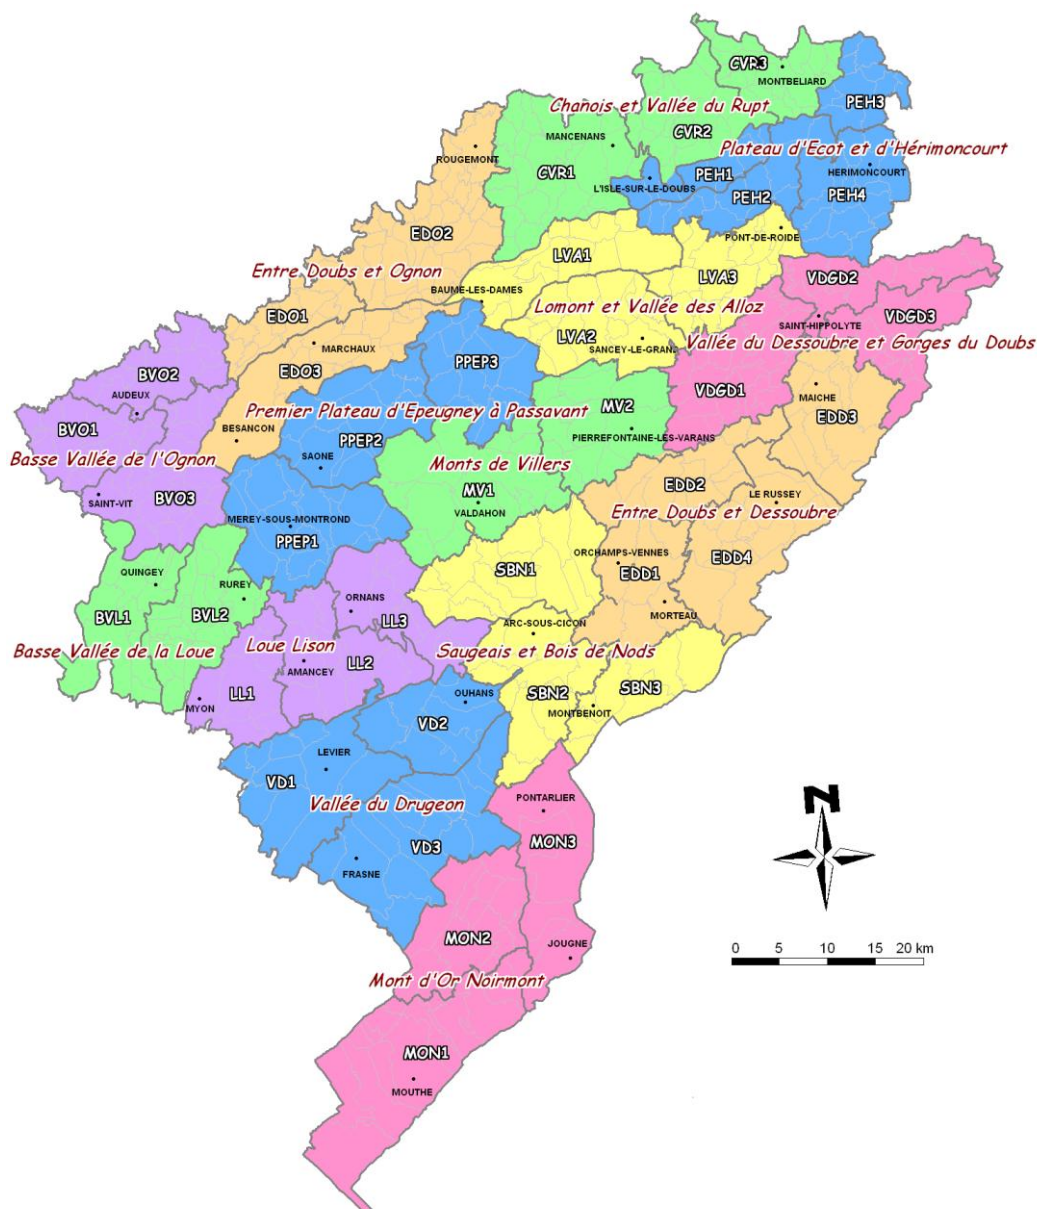 CVR3
MONTBELIARD
PEH3
Chanois et Vallée du Rupt
MANCENANS
CVR2
ROUGEMONT
Plateau d'Ecot et d'Hérimoncourt
CVR1
PEH1
HERIMONCOURT
L'ISLE-SUR-LE-DOUBS
PEH2
PEH4
EDO2
PONT-DE-ROIDE
LVA1
Entre Doubs et Ognon
LVA3
VDGD2
BAUME-LES-DAMES
Lomont et Vallée des Alloz
EDO1
SAINT-HIPPOLYTE
VDGD3
LVA2
MARCHAUX
SANCEY-LE-GRAND
Vallée du Dessoubre et Gorges du Doubs
BVO2
EDO3
PPEP3
AUDEUX
VDGD1
MAICHE
MV2
Premier Plateau d'Epeugney à Passavant
EDD3
BVO1
BESANCON
PIERREFONTAINE-LES-VARANS
PPEP2
Basse Vallée de l'Ognon
SAONE
Monts de Villers
EDD2
MV1
SAINT-VIT
BVO3
LE RUSSEY
VALDAHON
Entre Doubs et Dessoubre
MEREY-SOUS-MONTROND
PPEP1
ORCHAMPS-VENNES
EDD4
QUINGEY
SBN1
EDD1
RUREY
MORTEAU
BVL1
BVL2
ORNANS
LL3
ARC-SOUS-CICON
Basse Vallée de la Loue
Loue Lison
Saugeais et Bois de Nods
LL2
AMANCEY
SBN3
LL1
OUHANS
SBN2
MYON
MONTBENOIT
VD2
LEVIER
VD1
Vallée du Drugeon
PONTARLIER
N
MON3
VD3
FRASNE
MON2
JOUGNE
0 5 10 15 20 km
Mont d'Or Noirmont
MON1
MOUTHE